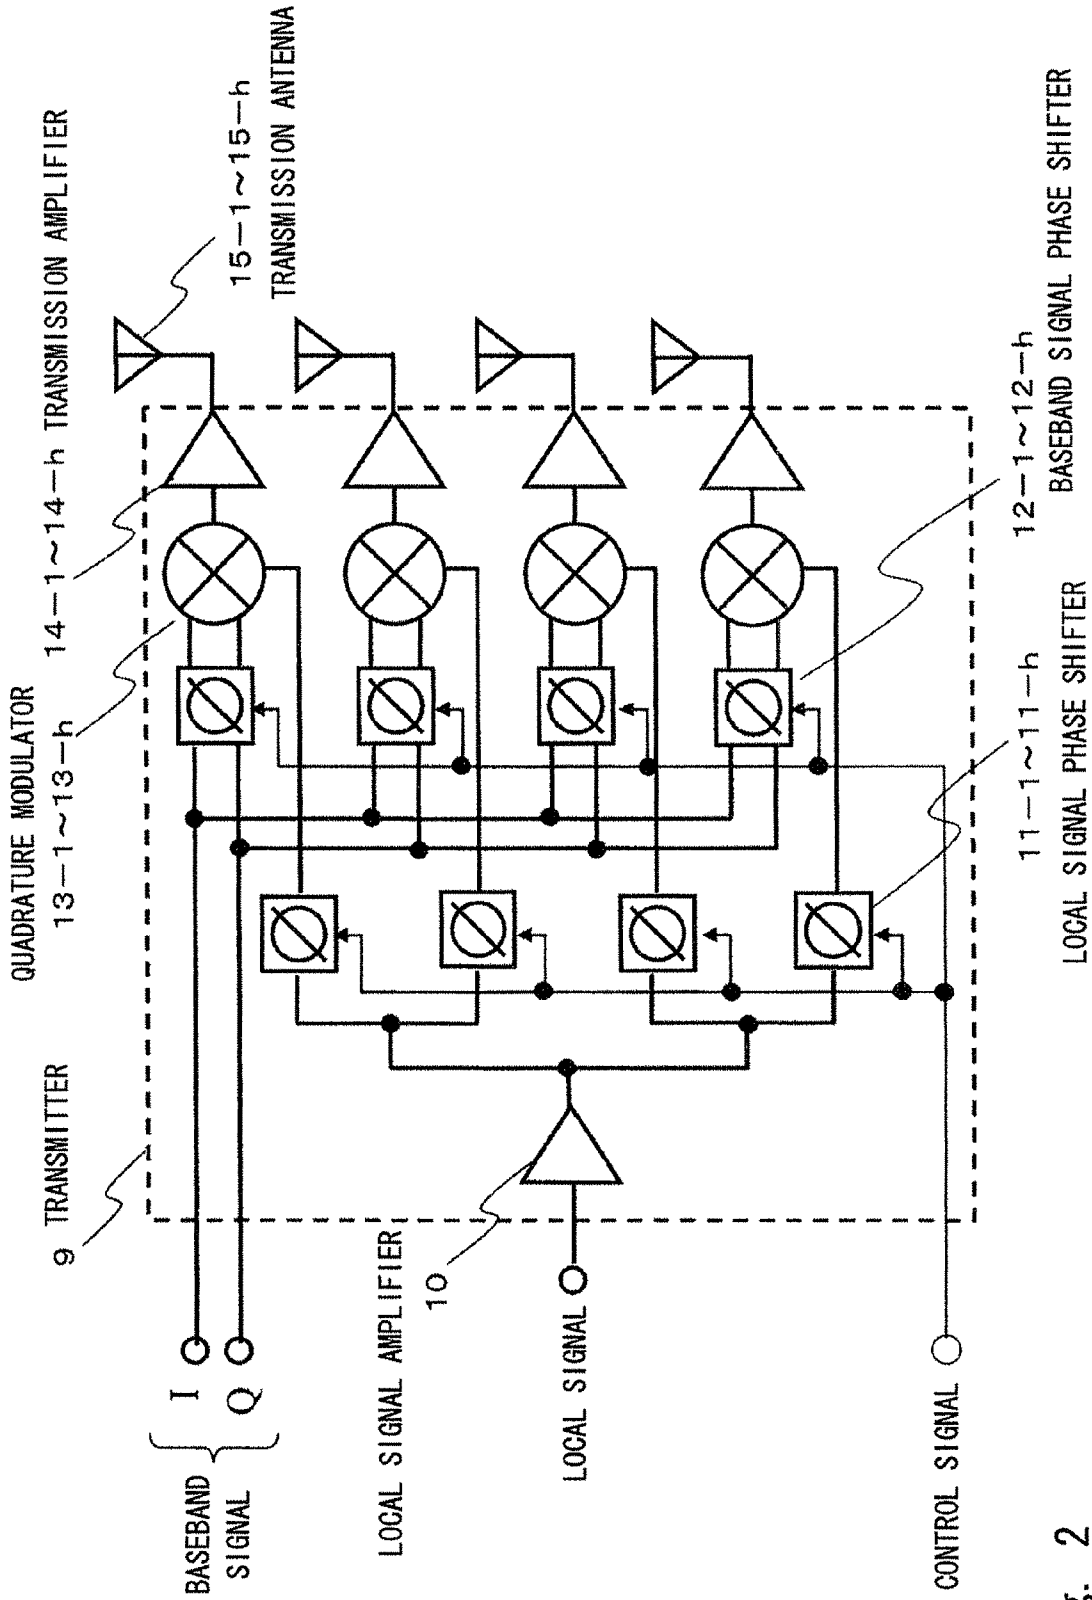 QUADRATURE MODULATOR
13-1~13-h
14-1~14-h TRANSMISSION AMPLIFIER
9 TRANSMITTER
15-1~15-h
TRANSMISSION ANTENNA
BASEBAND
SIGNAL
I
Q
LOCAL SIGNAL AMPLIFIER
10
LOCAL SIGNAL
CONTROL SIGNAL
12-1~12-h
BASEBAND SIGNAL PHASE SHIFTER
11-1~11-h
LOCAL SIGNAL PHASE SHIFTER
2